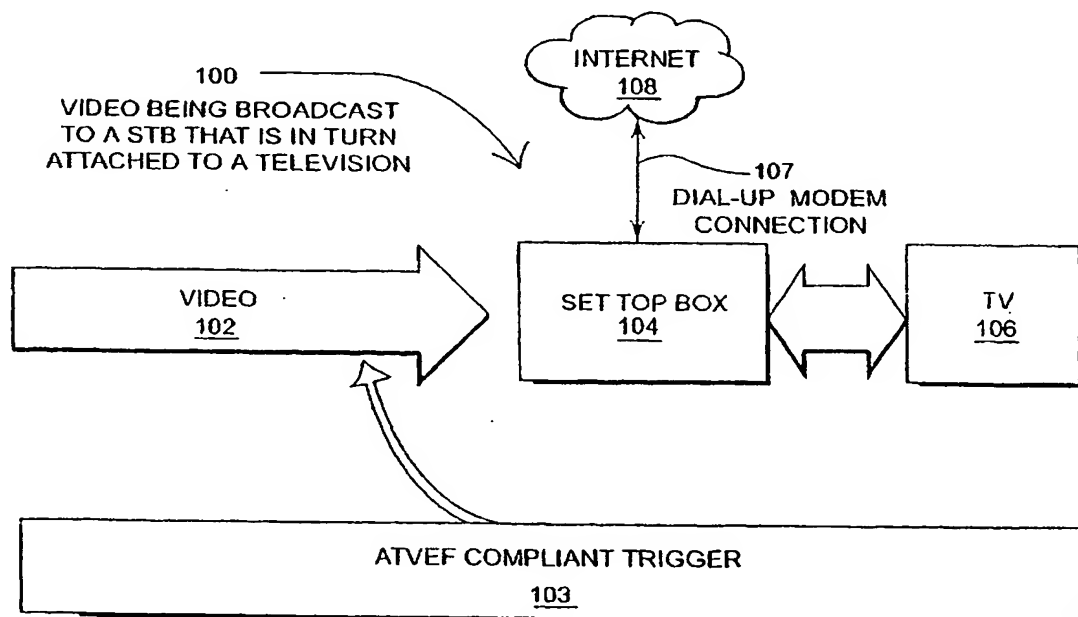 INTERNET
108
100
VIDEO BEING BROADCAST
TO A STB THAT IS IN TURN
ATTACHED TO A TELEVISION
107
DIAL-UP MODEM
CONNECTION
VIDEO
102
SET TOP BOX
104
TV
106
ATVEF COMPLIANT TRIGGER
103